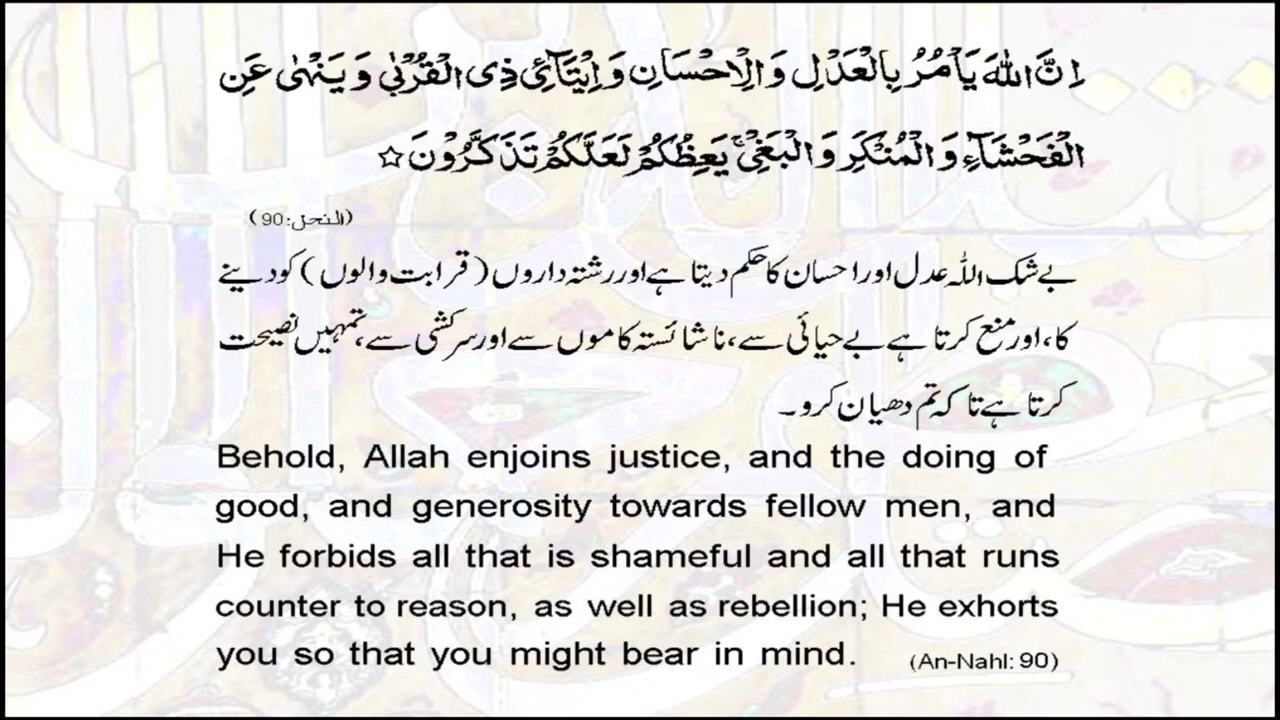 اِنَّ اللّٰهَ يَاْمُرُ بِالْعَدْلِ وَالْاِحْسَانِ وَاِيْتَآئِ ذِى الْقُرْبٰى وَيَنْهٰى عَنِ
الْفَحْشَآءِ وَالْمُنْكَرِ وَالْبَغْىِ ۚ يَعِظُكُمْ لَعَلَّكُمْ تَذَكَّرُوْنَ ☆
(النحل:90)
بے شک اللہ عدل اور احسان کا حکم دیتا ہے اور رشتہ داروں (قرابت والوں) کو دینے
کا، اور منع کرتا ہے بے حیائی سے، ناشائستہ کاموں سے اور سرکشی سے، تمہیں نصیحت
کرتا ہے تاکہ تم دھیان کرو۔
Behold, Allah enjoins justice, and the doing of
good, and generosity towards fellow men, and
He forbids all that is shameful and all that runs
counter to reason, as well as rebellion; He exhorts
you so that you might bear in mind. (An-Nahl: 90)